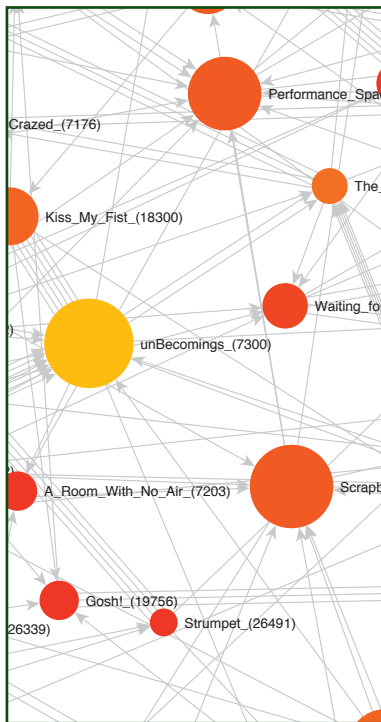 Performance_Spa
Crazed_(7176)
The_
Kiss_My_Fist_(18300)
Waiting_fo
unBecomings_(7300)
A_Room_With_No_Air_(7203)
Scrapb
Gosh!_(19756)
Strumpet_(26491)
26339)